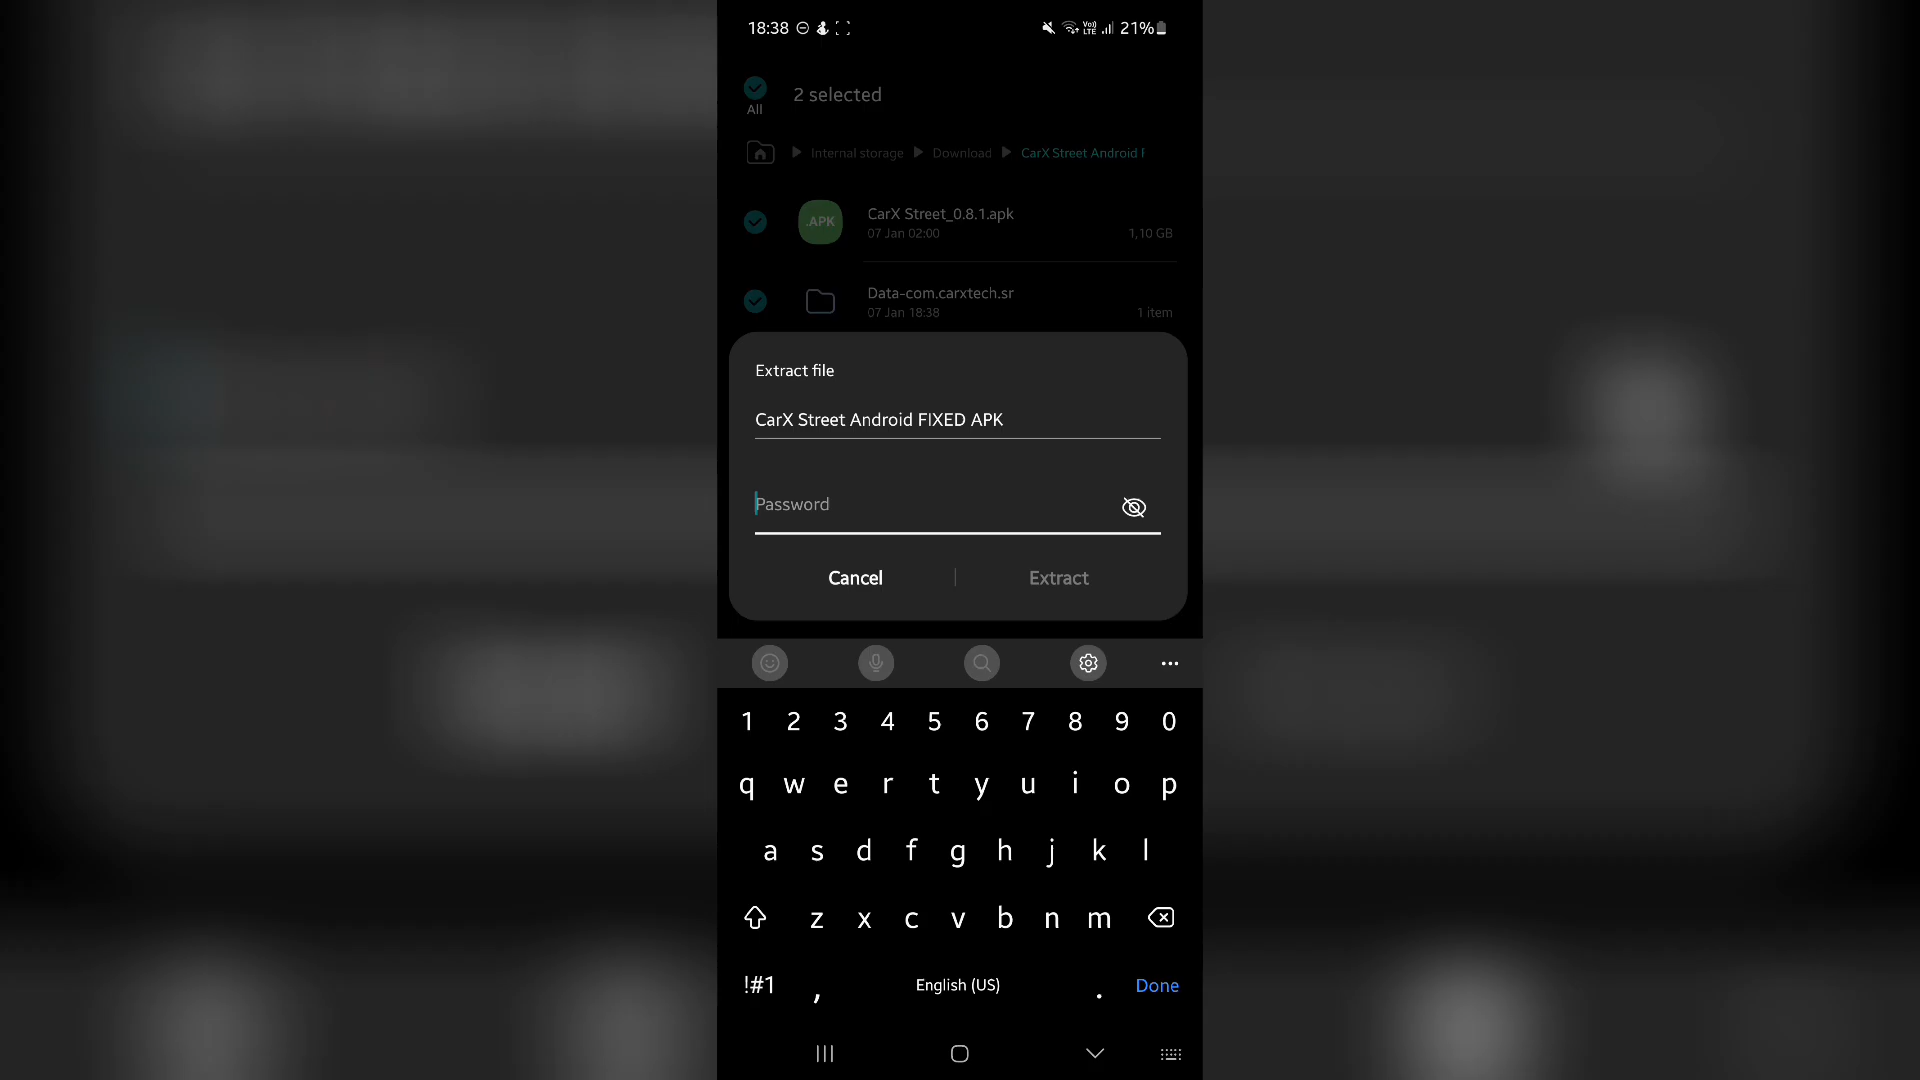 18:38 Vo)) LTE 21%
2 selected
All
Internal storage Download CarX Street Android F
.APK
CarX Street_0.8.1.apk
07 Jan 02:00 1,10 GB
Data-com.carxtech.sr
07 Jan 18:38 1 item
Extract file
CarX Street Android FIXED APK
Password
Cancel Extract
1 2 3 4 5 6 7 8 9 0
q w e r t y u i o p
a s d f g h j k l
z x c v b n m
!#1 , English (US) . Done